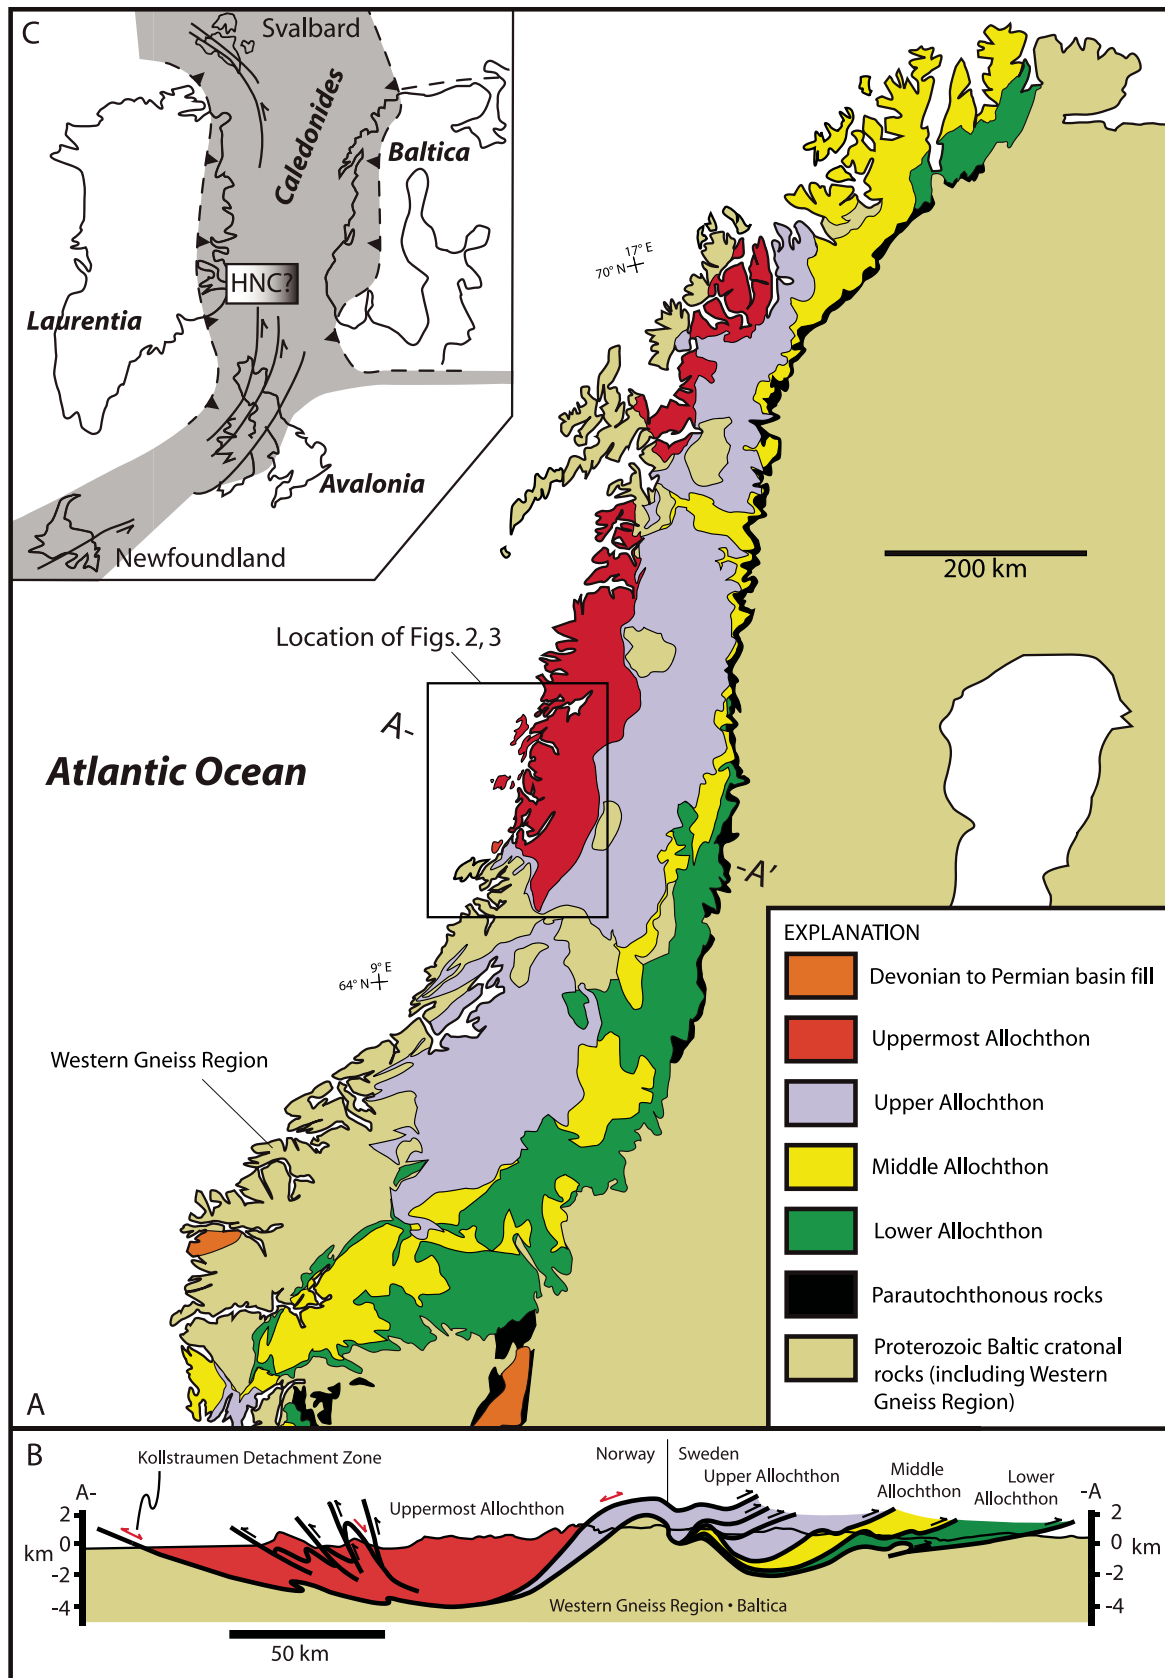 C
Svalbard
Caledonides
Baltica
HNC?
Laurentia
Avalonia
Newfoundland
17° E
70° N
200 km
Location of Figs. 2, 3
A-
Atlantic Ocean
-A'
9° E
64° N
Western Gneiss Region
A
EXPLANATION
Devonian to Permian basin fill
Uppermost Allochthon
Upper Allochthon
Middle Allochthon
Lower Allochthon
Parautochthonous rocks
Proterozoic Baltic cratonal
rocks (including Western
Gneiss Region)
B
Kollstraumen Detachment Zone
Norway
Sweden
Upper Allochthon
Middle
Allochthon
Lower
Allochthon
A-
-A
Uppermost Allochthon
2
0
km
-2
-4
2
0
km
-2
-4
Western Gneiss Region • Baltica
50 km